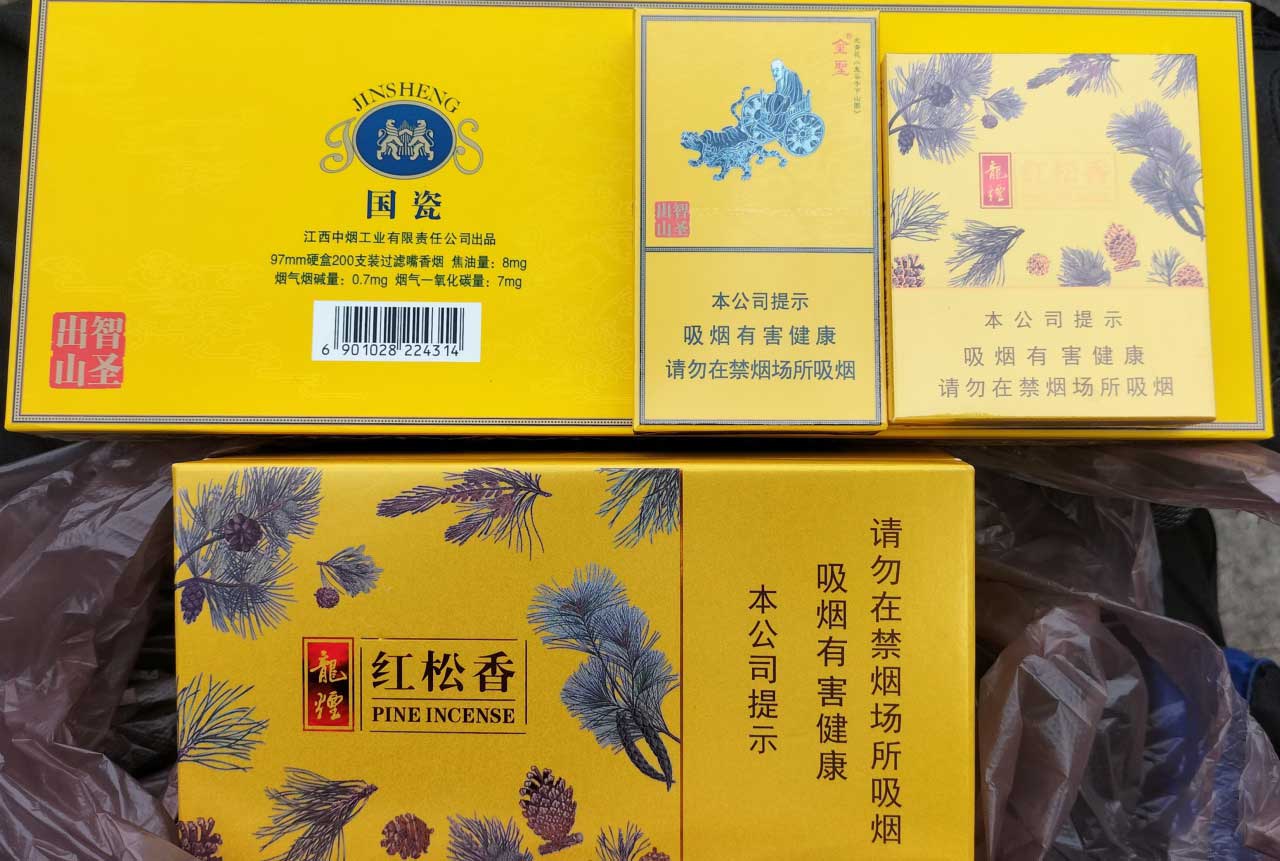 JINSHENG
JS
国瓷
江西中烟工业有限责任公司出品
97mm硬盒200支装过滤嘴香烟 焦油量：8mg
烟气烟碱量：0.7mg 烟气一氧化碳量：7mg
6 901028 224314
智圣
出山
金聖
智圣
出山
本公司提示
吸烟有害健康
请勿在禁烟场所吸烟
龍煙
红松香
本公司提示
吸烟有害健康
请勿在禁烟场所吸烟
龍煙
红松香
PINE INCENSE
本公司提示
吸烟有害健康
请勿在禁烟场所吸烟